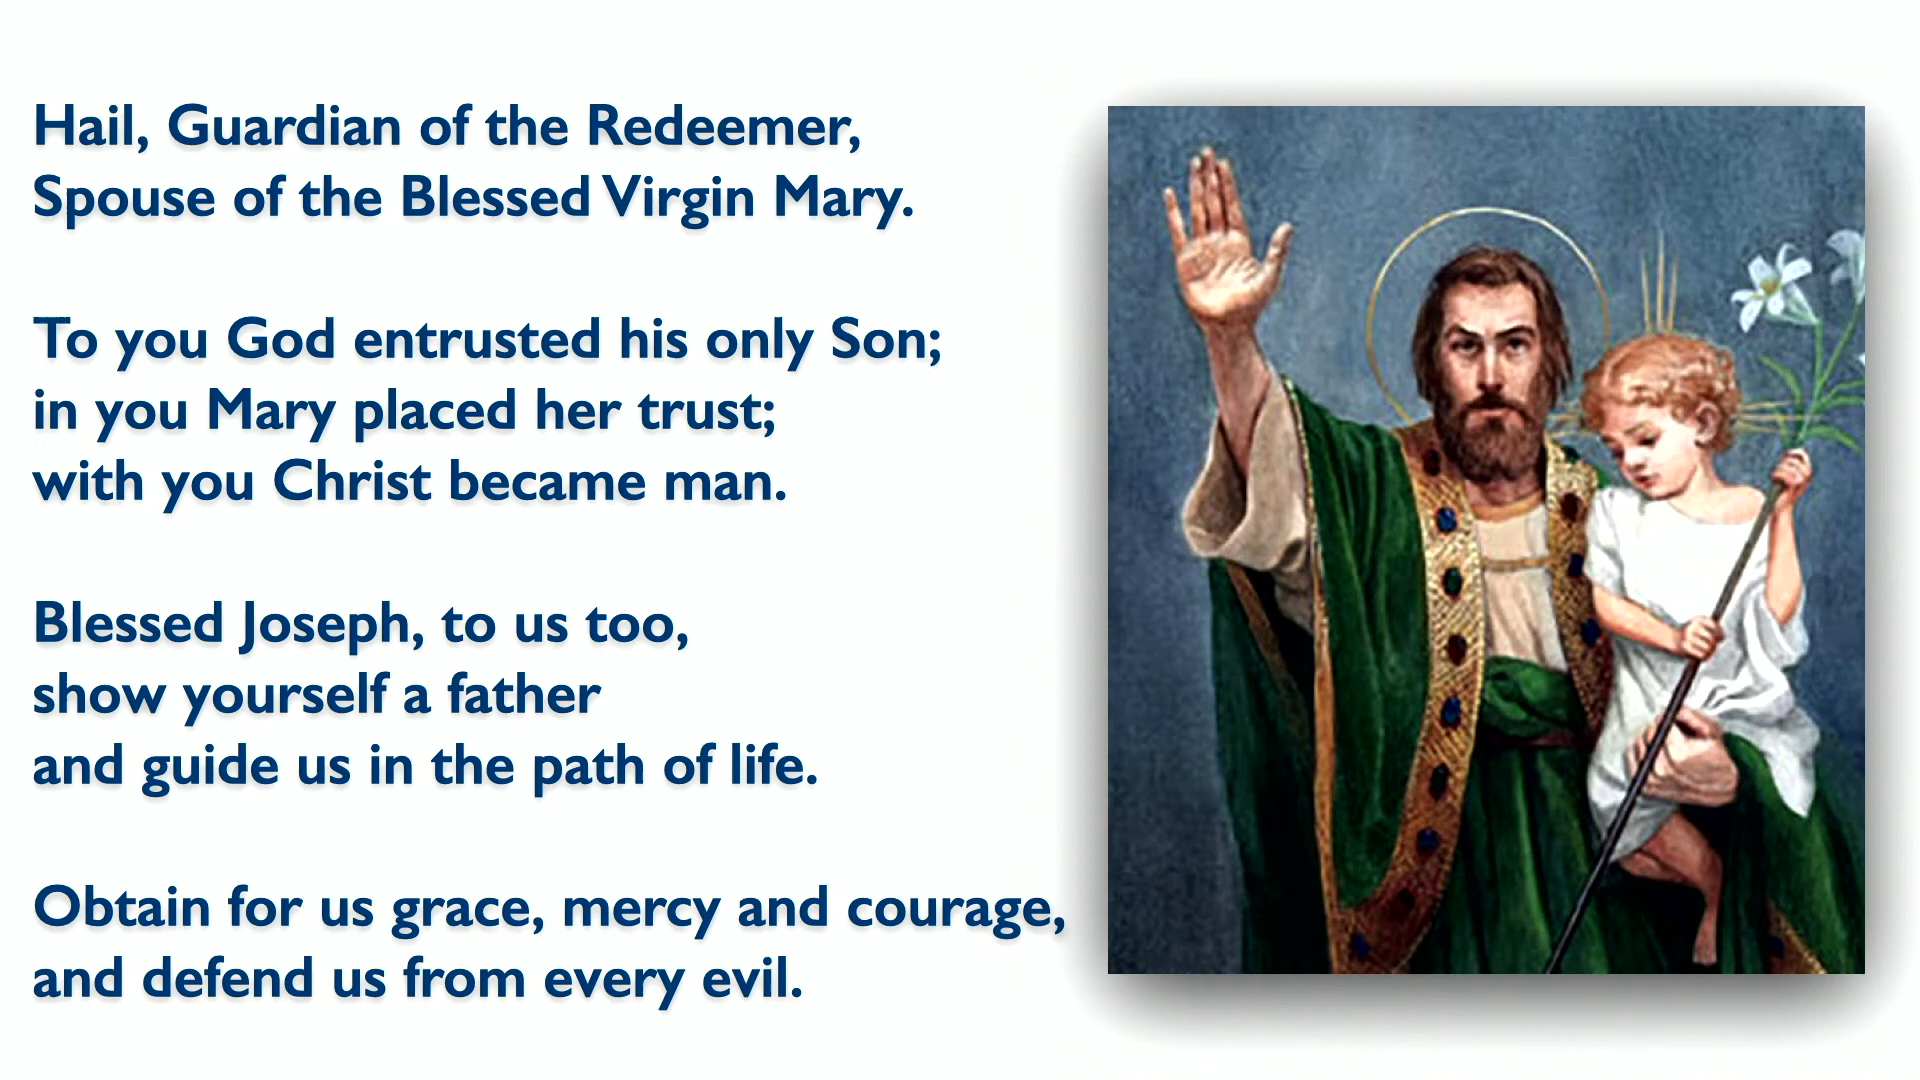 Hail, Guardian of the Redeemer,
Spouse of the Blessed Virgin Mary.
To you God entrusted his only Son;
in you Mary placed her trust;
with you Christ became man.
Blessed Joseph, to us too,
show yourself a father
and guide us in the path of life.
Obtain for us grace, mercy and courage,
and defend us from every evil.